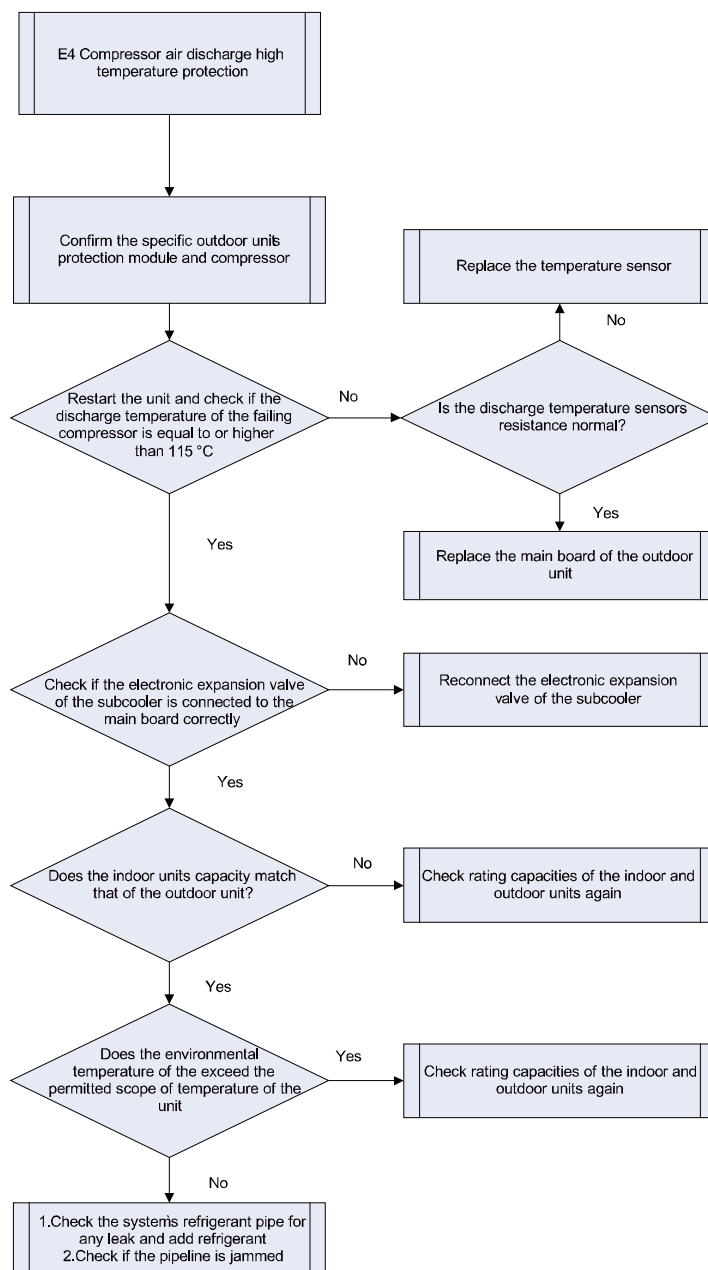 E4 Compressor air discharge high
temperature protection
Confirm the specific outdoor units
protection module and compressor
Replace the temperature sensor
No
Restart the unit and check if the
discharge temperature of the failing
compressor is equal to or higher
than 115 °C
No
Is the discharge temperature sensors
resistance normal?
Yes
Replace the main board of the outdoor
unit
Yes
Check if the electronic expansion valve
of the subcooler is connected to the
main board correctly
No
Reconnect the electronic expansion
valve of the subcooler
Yes
Does the indoor units capacity match
that of the outdoor unit?
No
Check rating capacities of the indoor and
outdoor units again
Yes
Does the environmental
temperature of the exceed the
permitted scope of temperature of the
unit
Yes
Check rating capacities of the indoor and
outdoor units again
No
1.Check the system's refrigerant pipe for
any leak and add refrigerant
2.Check if the pipeline is jammed